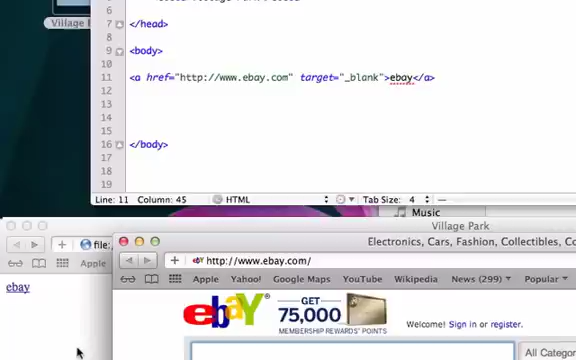 6
7 </head>
8
9 <body>
10
11 <a href="http://www.ebay.com" target="_blank">ebay</a>
12
13
14
15
16 </body>
17
18
19
Village Park
Line: 11 Column: 45 HTML Tab Size: 4
Music
Village Park
file:
Electronics, Cars, Fashion, Collectibles, Co
ebY http://www.ebay.com/
Apple
Apple Yahoo! Google Maps YouTube Wikipedia News (299) Popular
ebay
ebaY®
GET
75,000
MEMBERSHIP REWARDS® POINTS
Welcome! Sign in or register.
All Categor